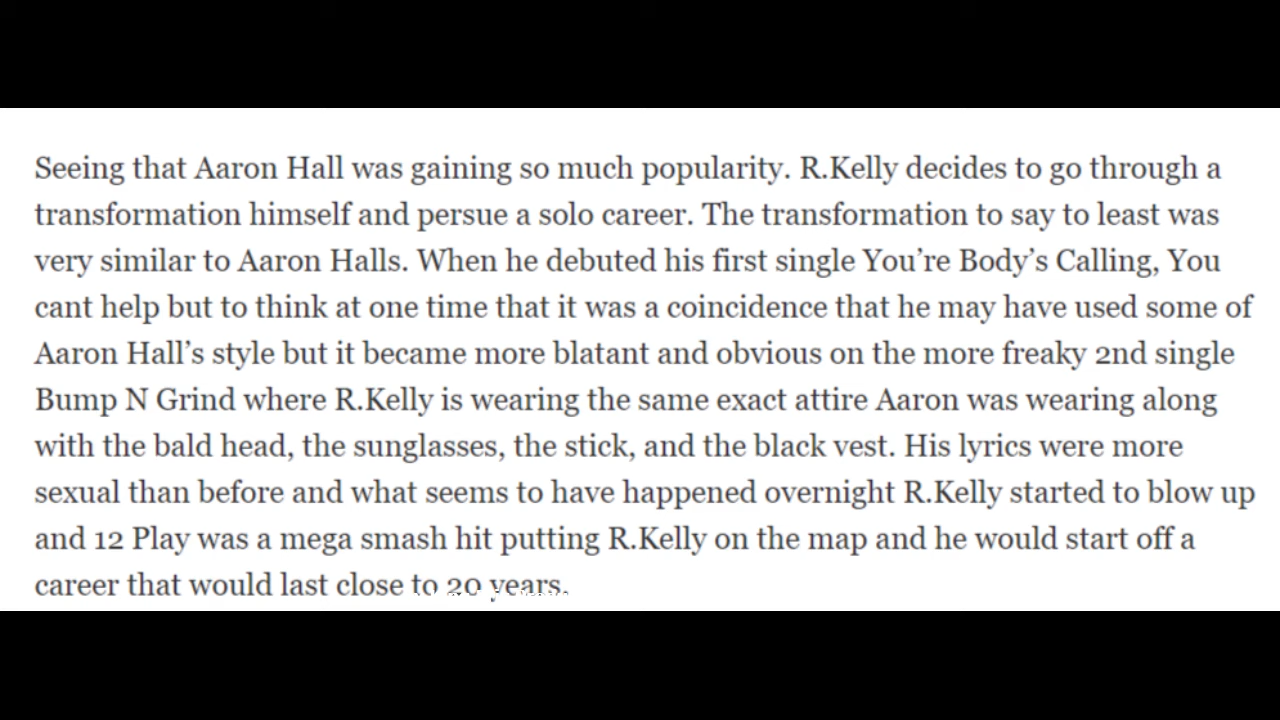 Seeing that Aaron Hall was gaining so much popularity. R.Kelly decides to go through a
transformation himself and persue a solo career. The transformation to say to least was
very similar to Aaron Halls. When he debuted his first single You’re Body’s Calling, You
cant help but to think at one time that it was a coincidence that he may have used some of
Aaron Hall’s style but it became more blatant and obvious on the more freaky 2nd single
Bump N Grind where R.Kelly is wearing the same exact attire Aaron was wearing along
with the bald head, the sunglasses, the stick, and the black vest. His lyrics were more
sexual than before and what seems to have happened overnight R.Kelly started to blow up
and 12 Play was a mega smash hit putting R.Kelly on the map and he would start off a
career that would last close to 20 years.